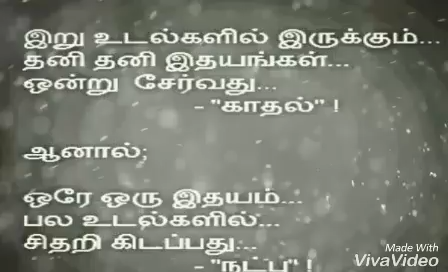 இறு உடல்களில் இருக்கும்...
தனி தனி இதயங்கள்...
ஒன்று சேர்வது...
- "காதல்" !
ஆனால்;
ஒரே ஒரு இதயம்...
பல உடல்களில்...
சிதறி கிடப்பது...
- "நட்பு" !
Made With
VivaVideo